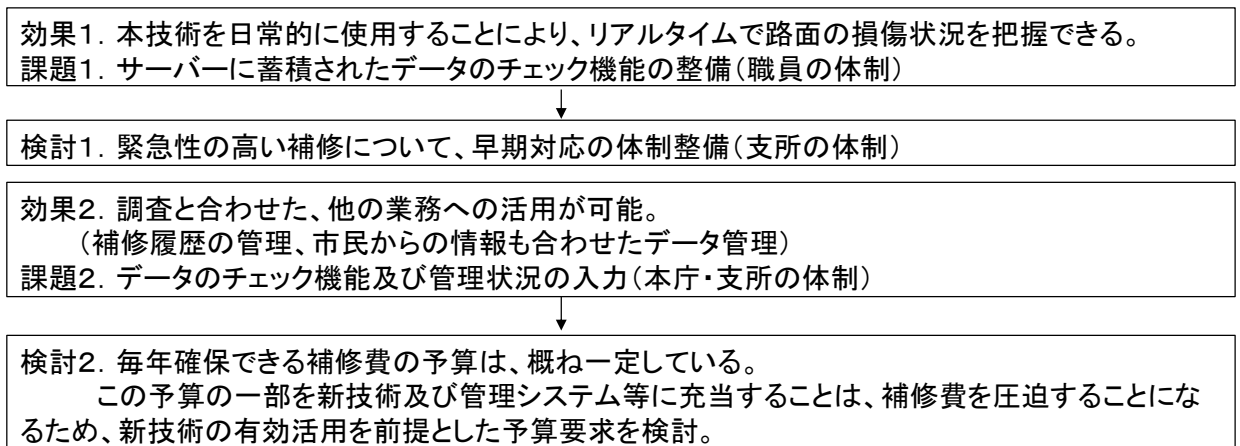 効果１．本技術を日常的に使用することにより、リアルタイムで路面の損傷状況を把握できる。
課題１．サーバーに蓄積されたデータのチェック機能の整備（職員の体制）
検討１．緊急性の高い補修について、早期対応の体制整備（支所の体制）
効果２．調査と合わせた、他の業務への活用が可能。
（補修履歴の管理、市民からの情報も合わせたデータ管理）
課題２．データのチェック機能及び管理状況の入力（本庁・支所の体制）
検討２．毎年確保できる補修費の予算は、概ね一定している。
この予算の一部を新技術及び管理システム等に充当することは、補修費を圧迫することにな
るため、新技術の有効活用を前提とした予算要求を検討。